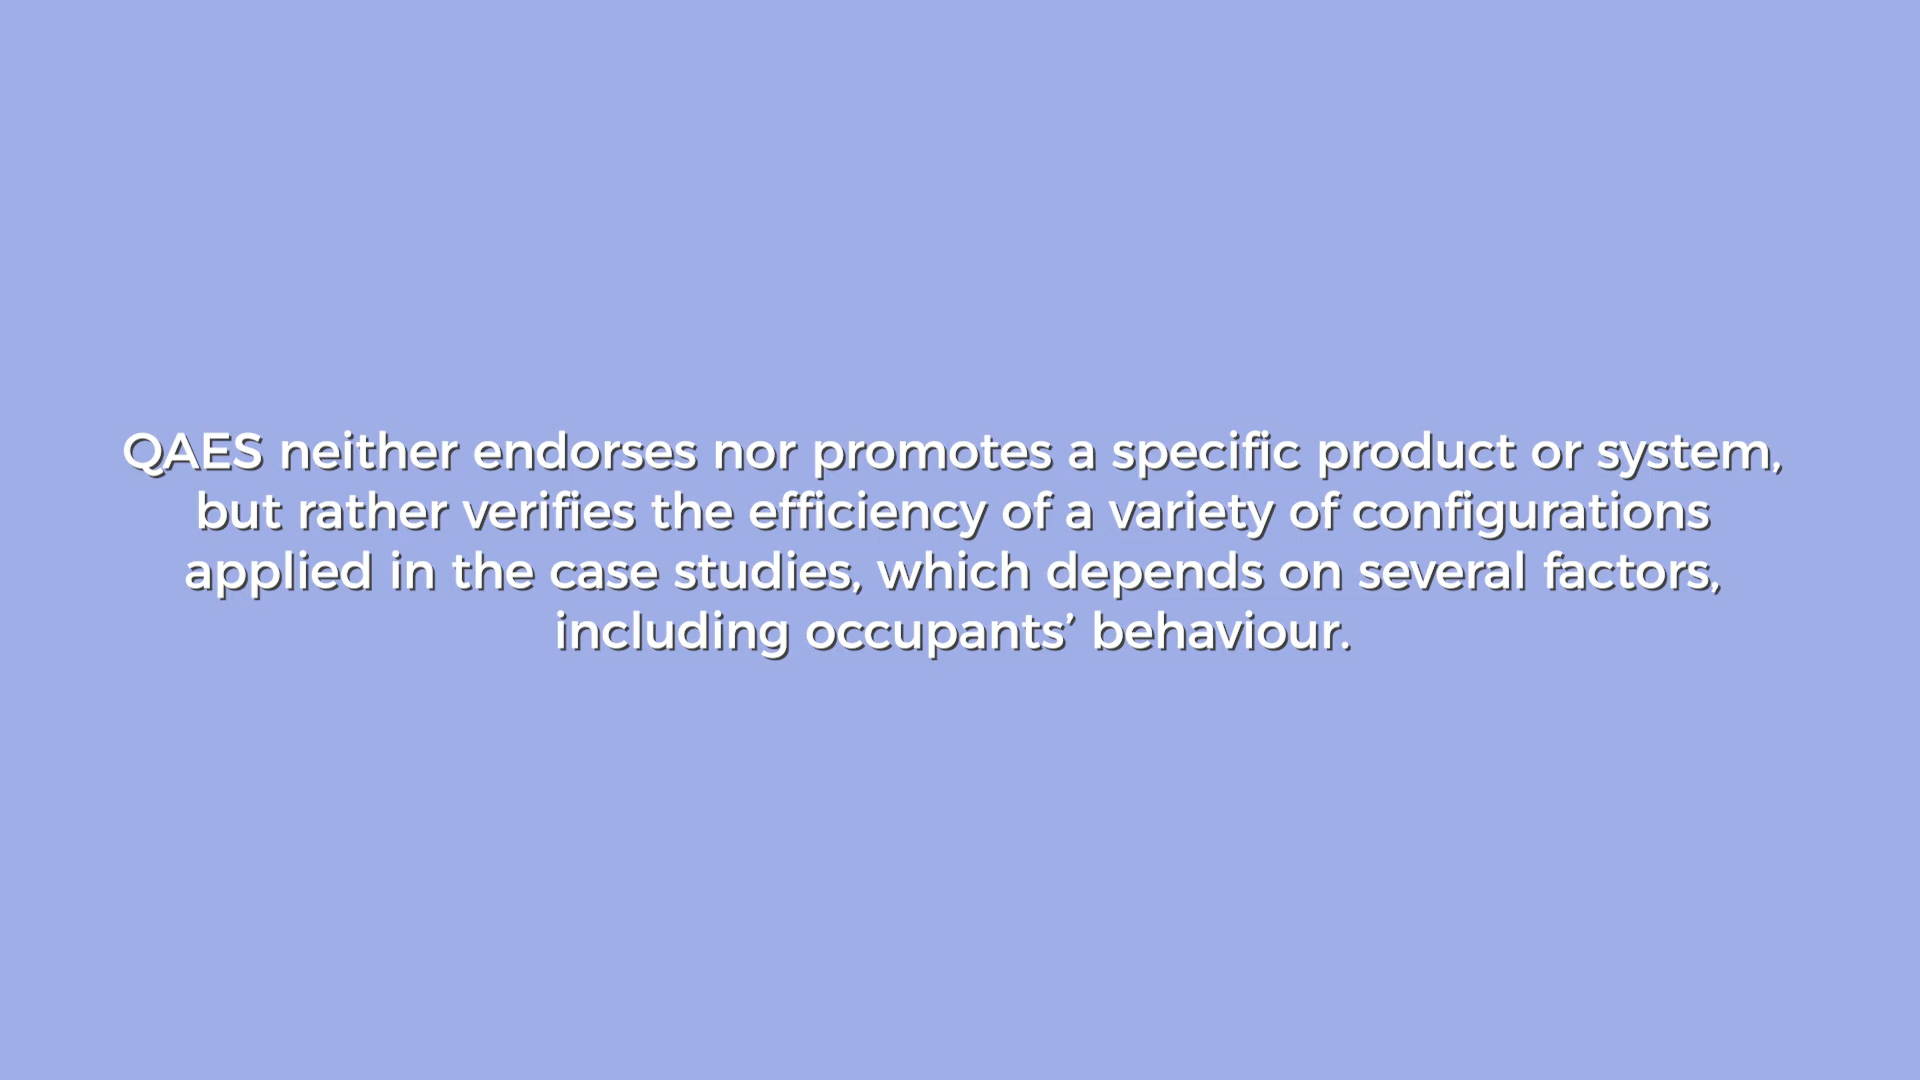 QAES neither endorses nor promotes a specific product or system,
but rather verifies the efficiency of a variety of configurations
applied in the case studies, which depends on several factors,
including occupants’ behaviour.